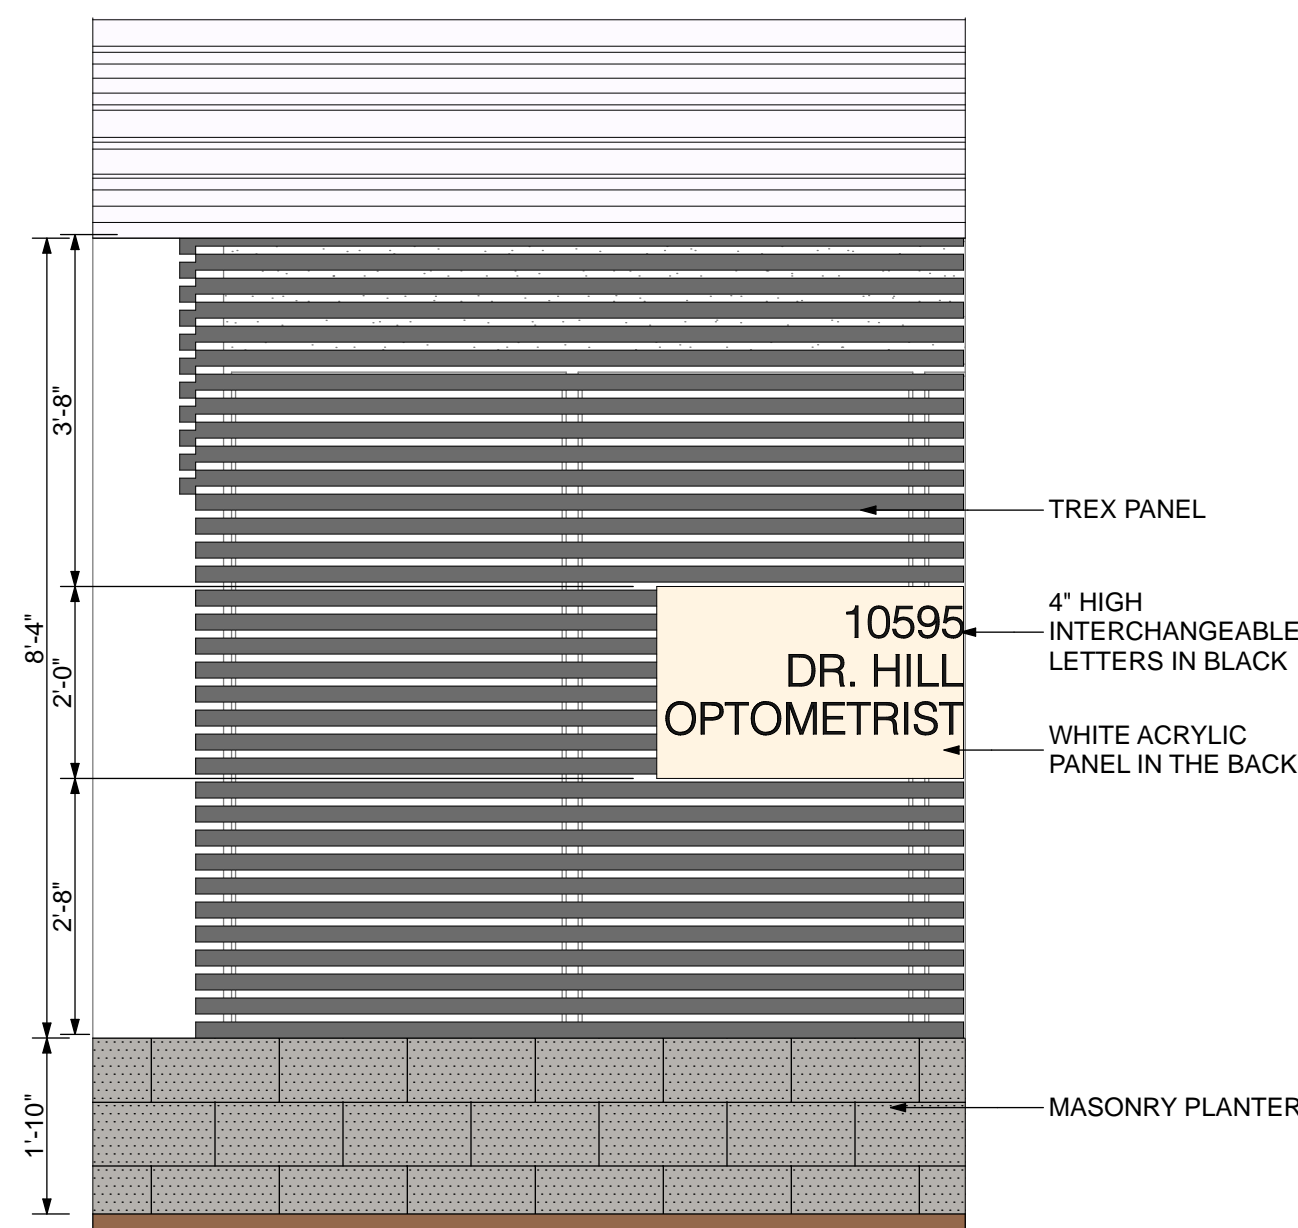 3'-8"
8'-4"
2'-0"
2'-8"
1'-10"
10595
DR. HILL
OPTOMETRIST
TREX PANEL
4" HIGH
INTERCHANGEABLE
LETTERS IN BLACK
WHITE ACRYLIC
PANEL IN THE BACK
MASONRY PLANTER